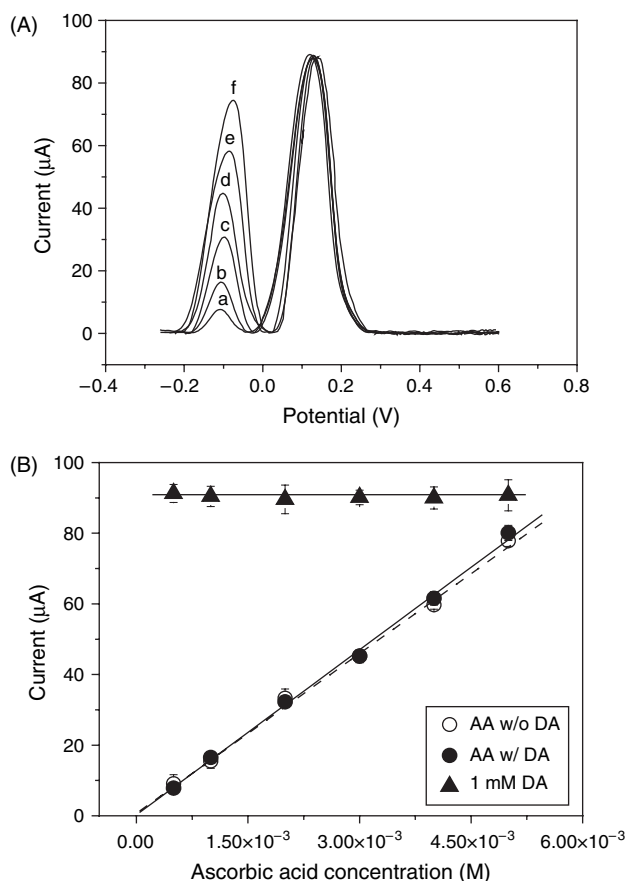 (A)
100
80
60
40
20
0
Current (μA)
f
e
d
c
b
a
−0.4
−0.2
0.0
0.2
0.4
0.6
0.8
Potential (V)
(B)
100
80
60
40
20
0
Current (μA)
AA w/o DA
AA w/ DA
1 mM DA
0.00
1.50×10⁻³
3.00×10⁻³
4.50×10⁻³
6.00×10⁻³
Ascorbic acid concentration (M)